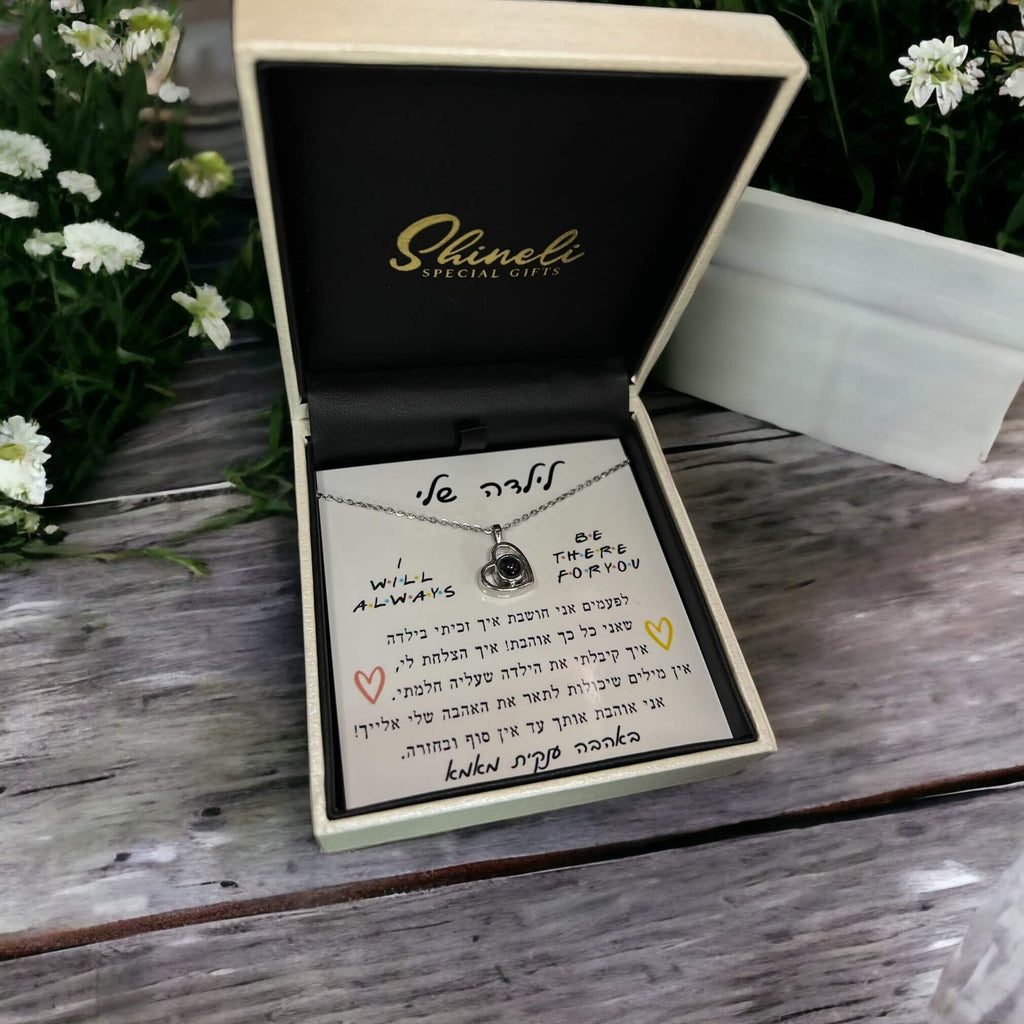 Shineli
SPECIAL GIFTS
לילדה שלי
I
WILL
ALWAYS
BE
THERE
FOR YOU
לפעמים אני חושבת איך זכיתי בילדה
שאני כל כך אוהבת! איך הצלחת לי,
איך קיבלתי את הילדה שעליה חלמתי.
אין מילים שיכולות לתאר את האהבה שלי אלייך!
אני אוהבת אותך עד אין סוף ובחזרה.
באהבה ענקית מאמא